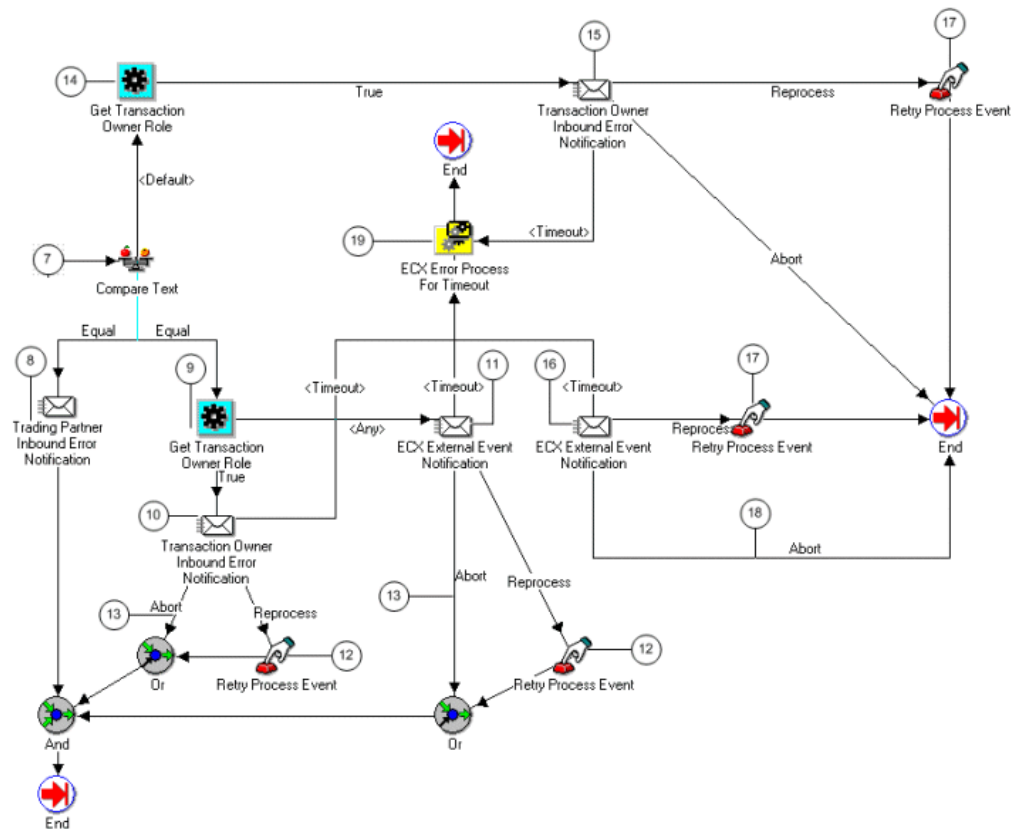 17
15
14
True
Reprocess
Get Transaction
Owner Role
Transaction Owner
Inbound Error
Notification
Retry Process Event
End
<Default>
<Timeout>
19
7
ECX Error Process
For Timeout
Abort
Compare Text
Equal
Equal
8
9
11
16
17
<Timeout>
<Timeout>
<Timeout>
Trading Partner
Inbound Error
Notification
<Any>
Reprocess
Get Transaction
Owner Role
True
ECX External Event
Notification
ECX External Event
Notification
Retry Process Event
End
10
18
Transaction Owner
Inbound Error
Notification
Abort
Abort
Reprocess
13
13
Abort
Reprocess
12
12
Or
Retry Process Event
Retry Process Event
And
Or
End